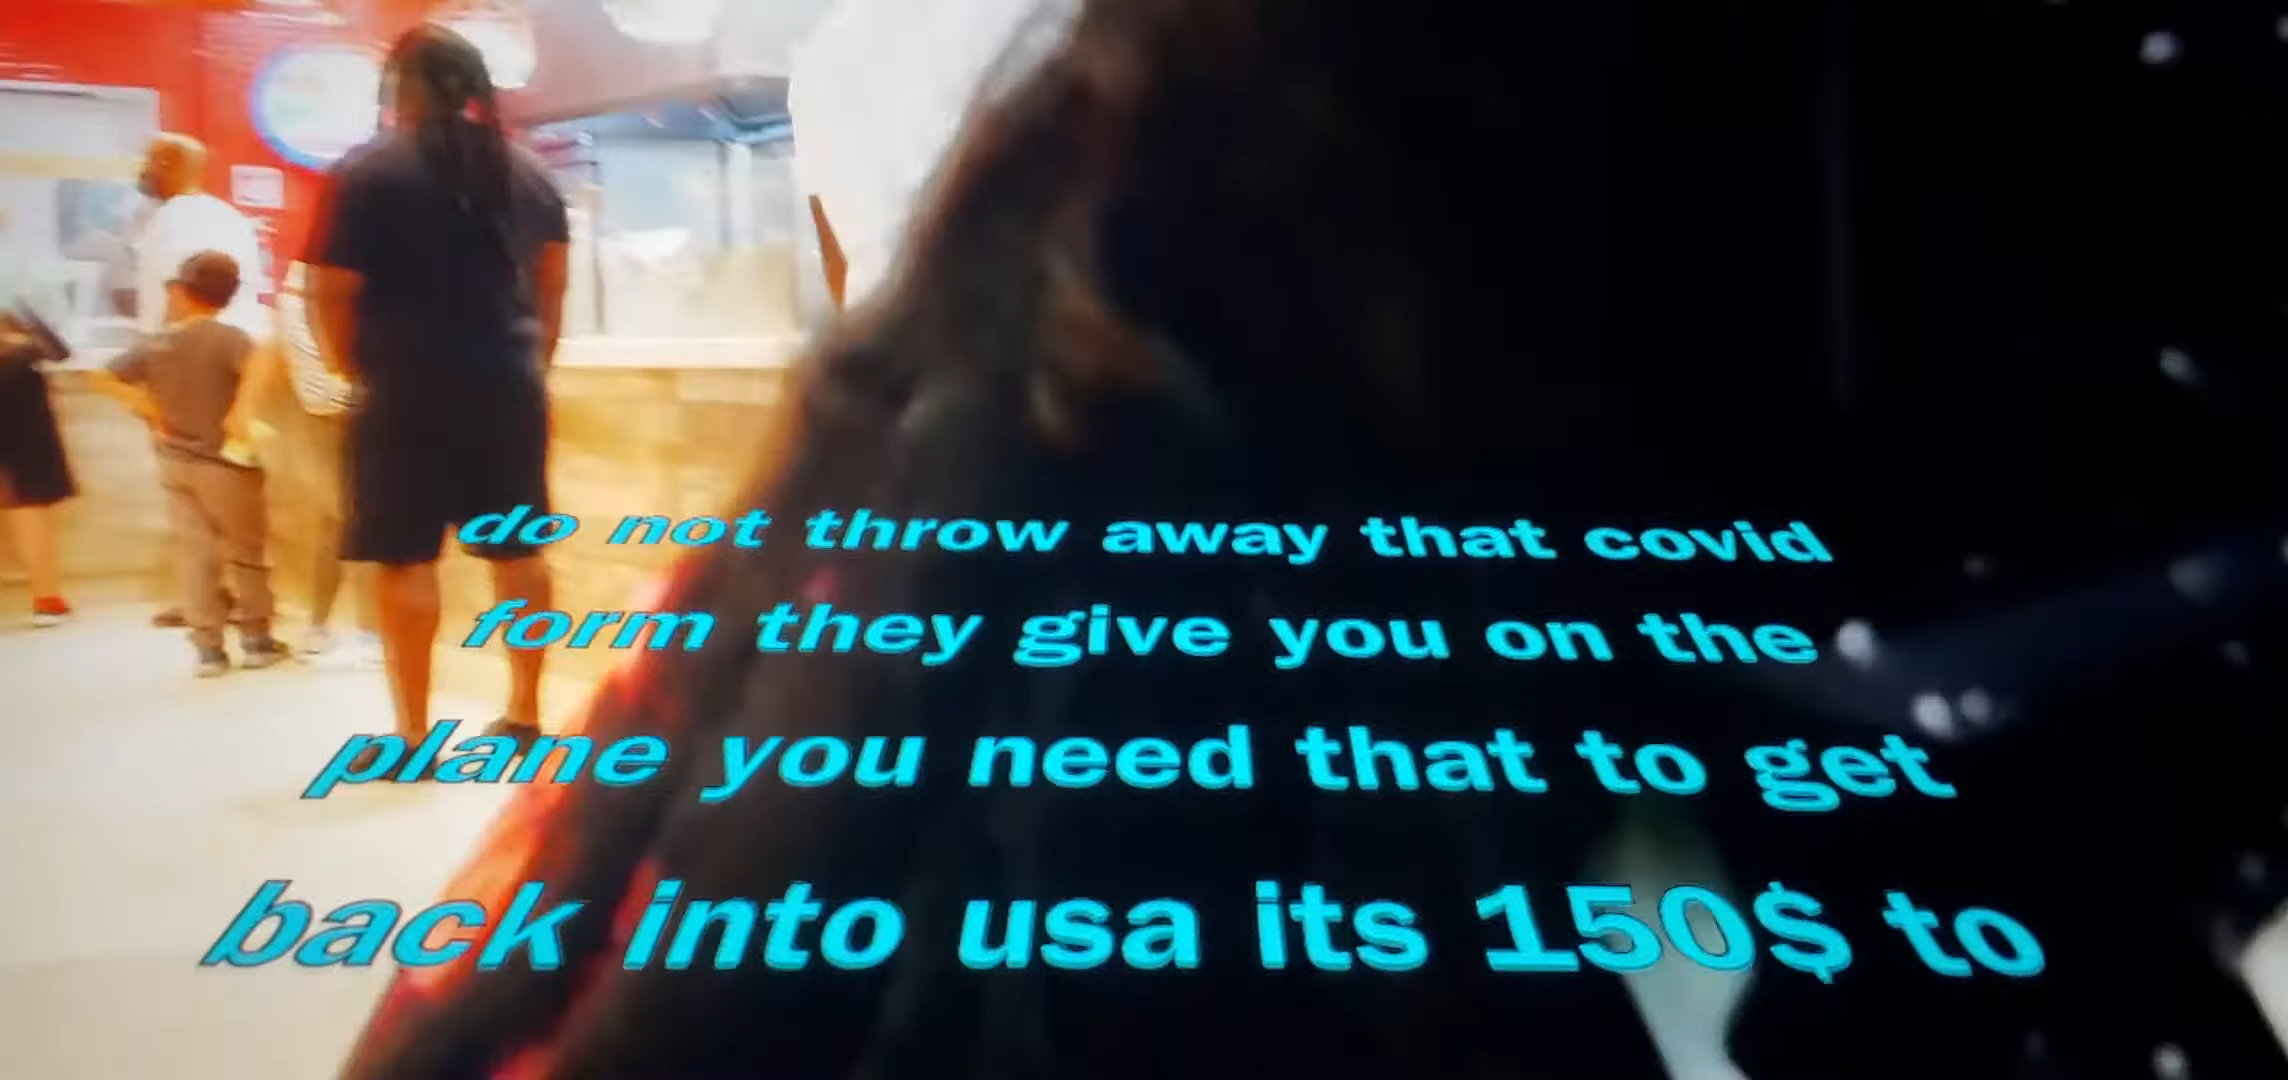 do not throw away that covid
form they give you on the
plane you need that to get
back into usa its 150$ to